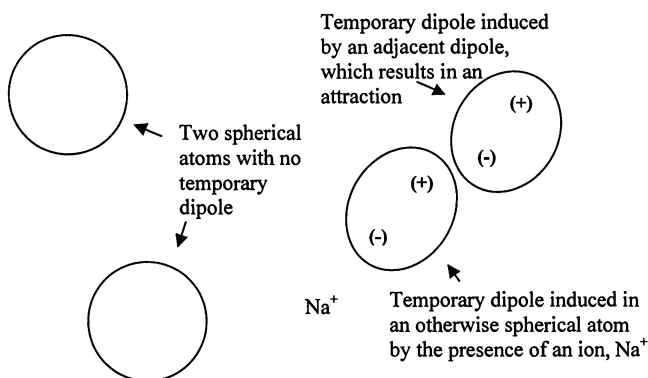 Temporary dipole induced
by an adjacent dipole,
which results in an
attraction
(+)
(-)
Two spherical
atoms with no
temporary
dipole
(+)
(-)
Na⁺
Temporary dipole induced in
an otherwise spherical atom
by the presence of an ion, Na⁺